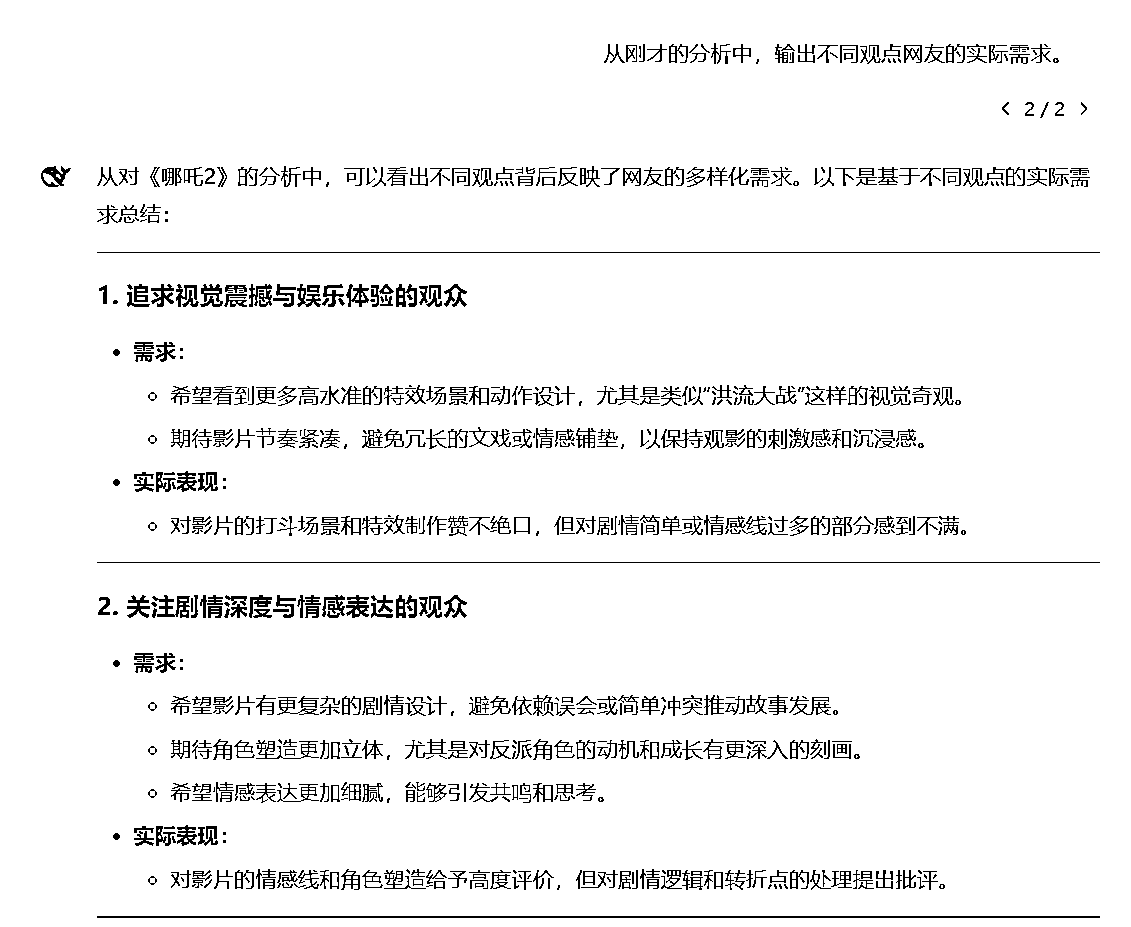 从刚才的分析中，输出不同观点网友的实际需求。
< 2 / 2 >
从对《哪吒2》的分析中，可以看出不同观点背后反映了网友的多样化需求。以下是基于不同观点的实际需
求总结：
1. 追求视觉震撼与娱乐体验的观众
• 需求：
◦ 希望看到更多高水准的特效场景和动作设计，尤其是类似“洪流大战”这样的视觉奇观。
◦ 期待影片节奏紧凑，避免冗长的文戏或情感铺垫，以保持观影的刺激感和沉浸感。
• 实际表现：
◦ 对影片的打斗场景和特效制作赞不绝口，但对剧情简单或情感线过多的部分感到不满。
2. 关注剧情深度与情感表达的观众
• 需求：
◦ 希望影片有更复杂的剧情设计，避免依赖误会或简单冲突推动故事发展。
◦ 期待角色塑造更加立体，尤其是对反派角色的动机和成长有更深入的刻画。
◦ 希望情感表达更加细腻，能够引发共鸣和思考。
• 实际表现：
◦ 对影片的情感线和角色塑造给予高度评价，但对剧情逻辑和转折点的处理提出批评。